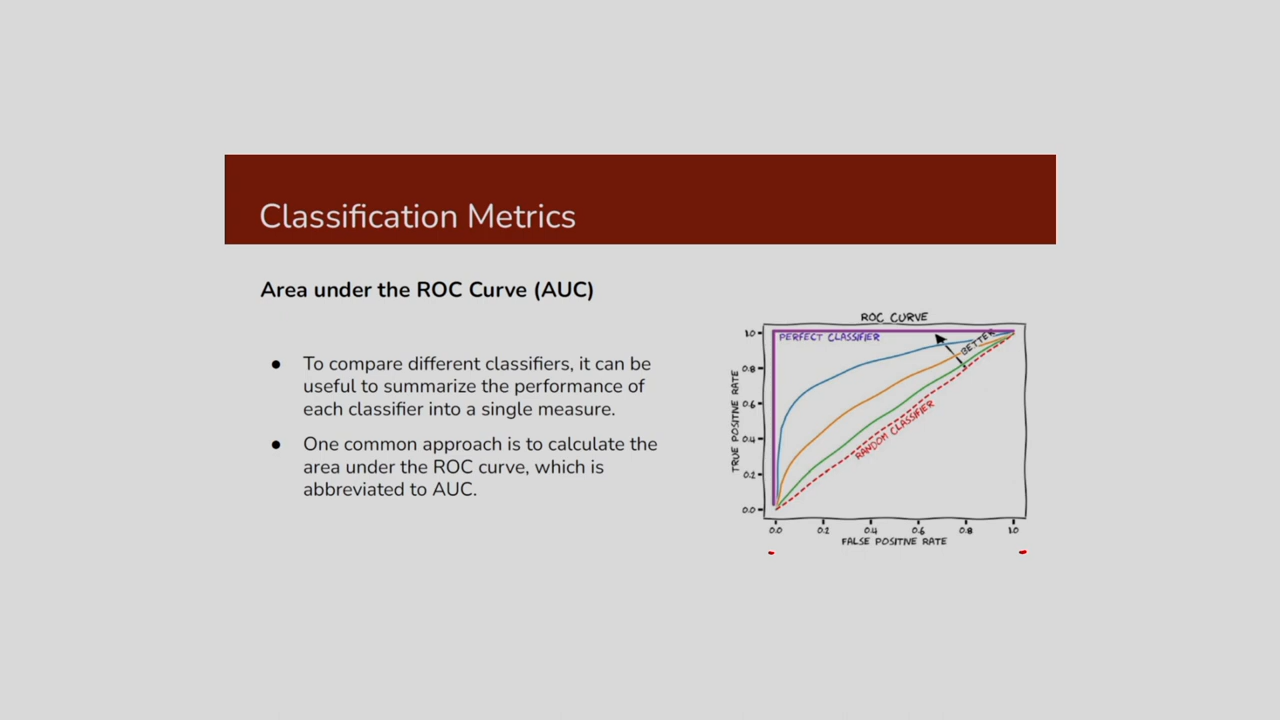 Classification Metrics
Area under the ROC Curve (AUC)
● To compare different classifiers, it can be
useful to summarize the performance of
each classifier into a single measure.
● One common approach is to calculate the
area under the ROC curve, which is
abbreviated to AUC.
ROC CURVE
PERFECT CLASSIFIER
BETTER
RANDOM CLASSIFIER
TRUE POSITIVE RATE
1.0
0.8
0.6
0.4
0.2
0.0
0.0 0.2 0.4 0.6 0.8 1.0
FALSE POSITIVE RATE